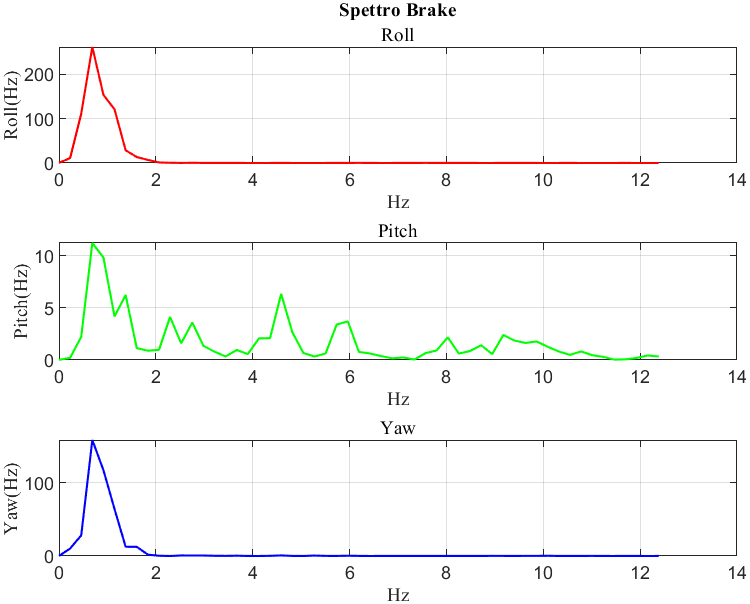 Spettro Brake
Roll
Roll(Hz)
200
100
0
0 2 4 6 8 10 12 14
Hz
Pitch
Pitch(Hz)
10
5
0
0 2 4 6 8 10 12 14
Hz
Yaw
Yaw(Hz)
100
0
0 2 4 6 8 10 12 14
Hz